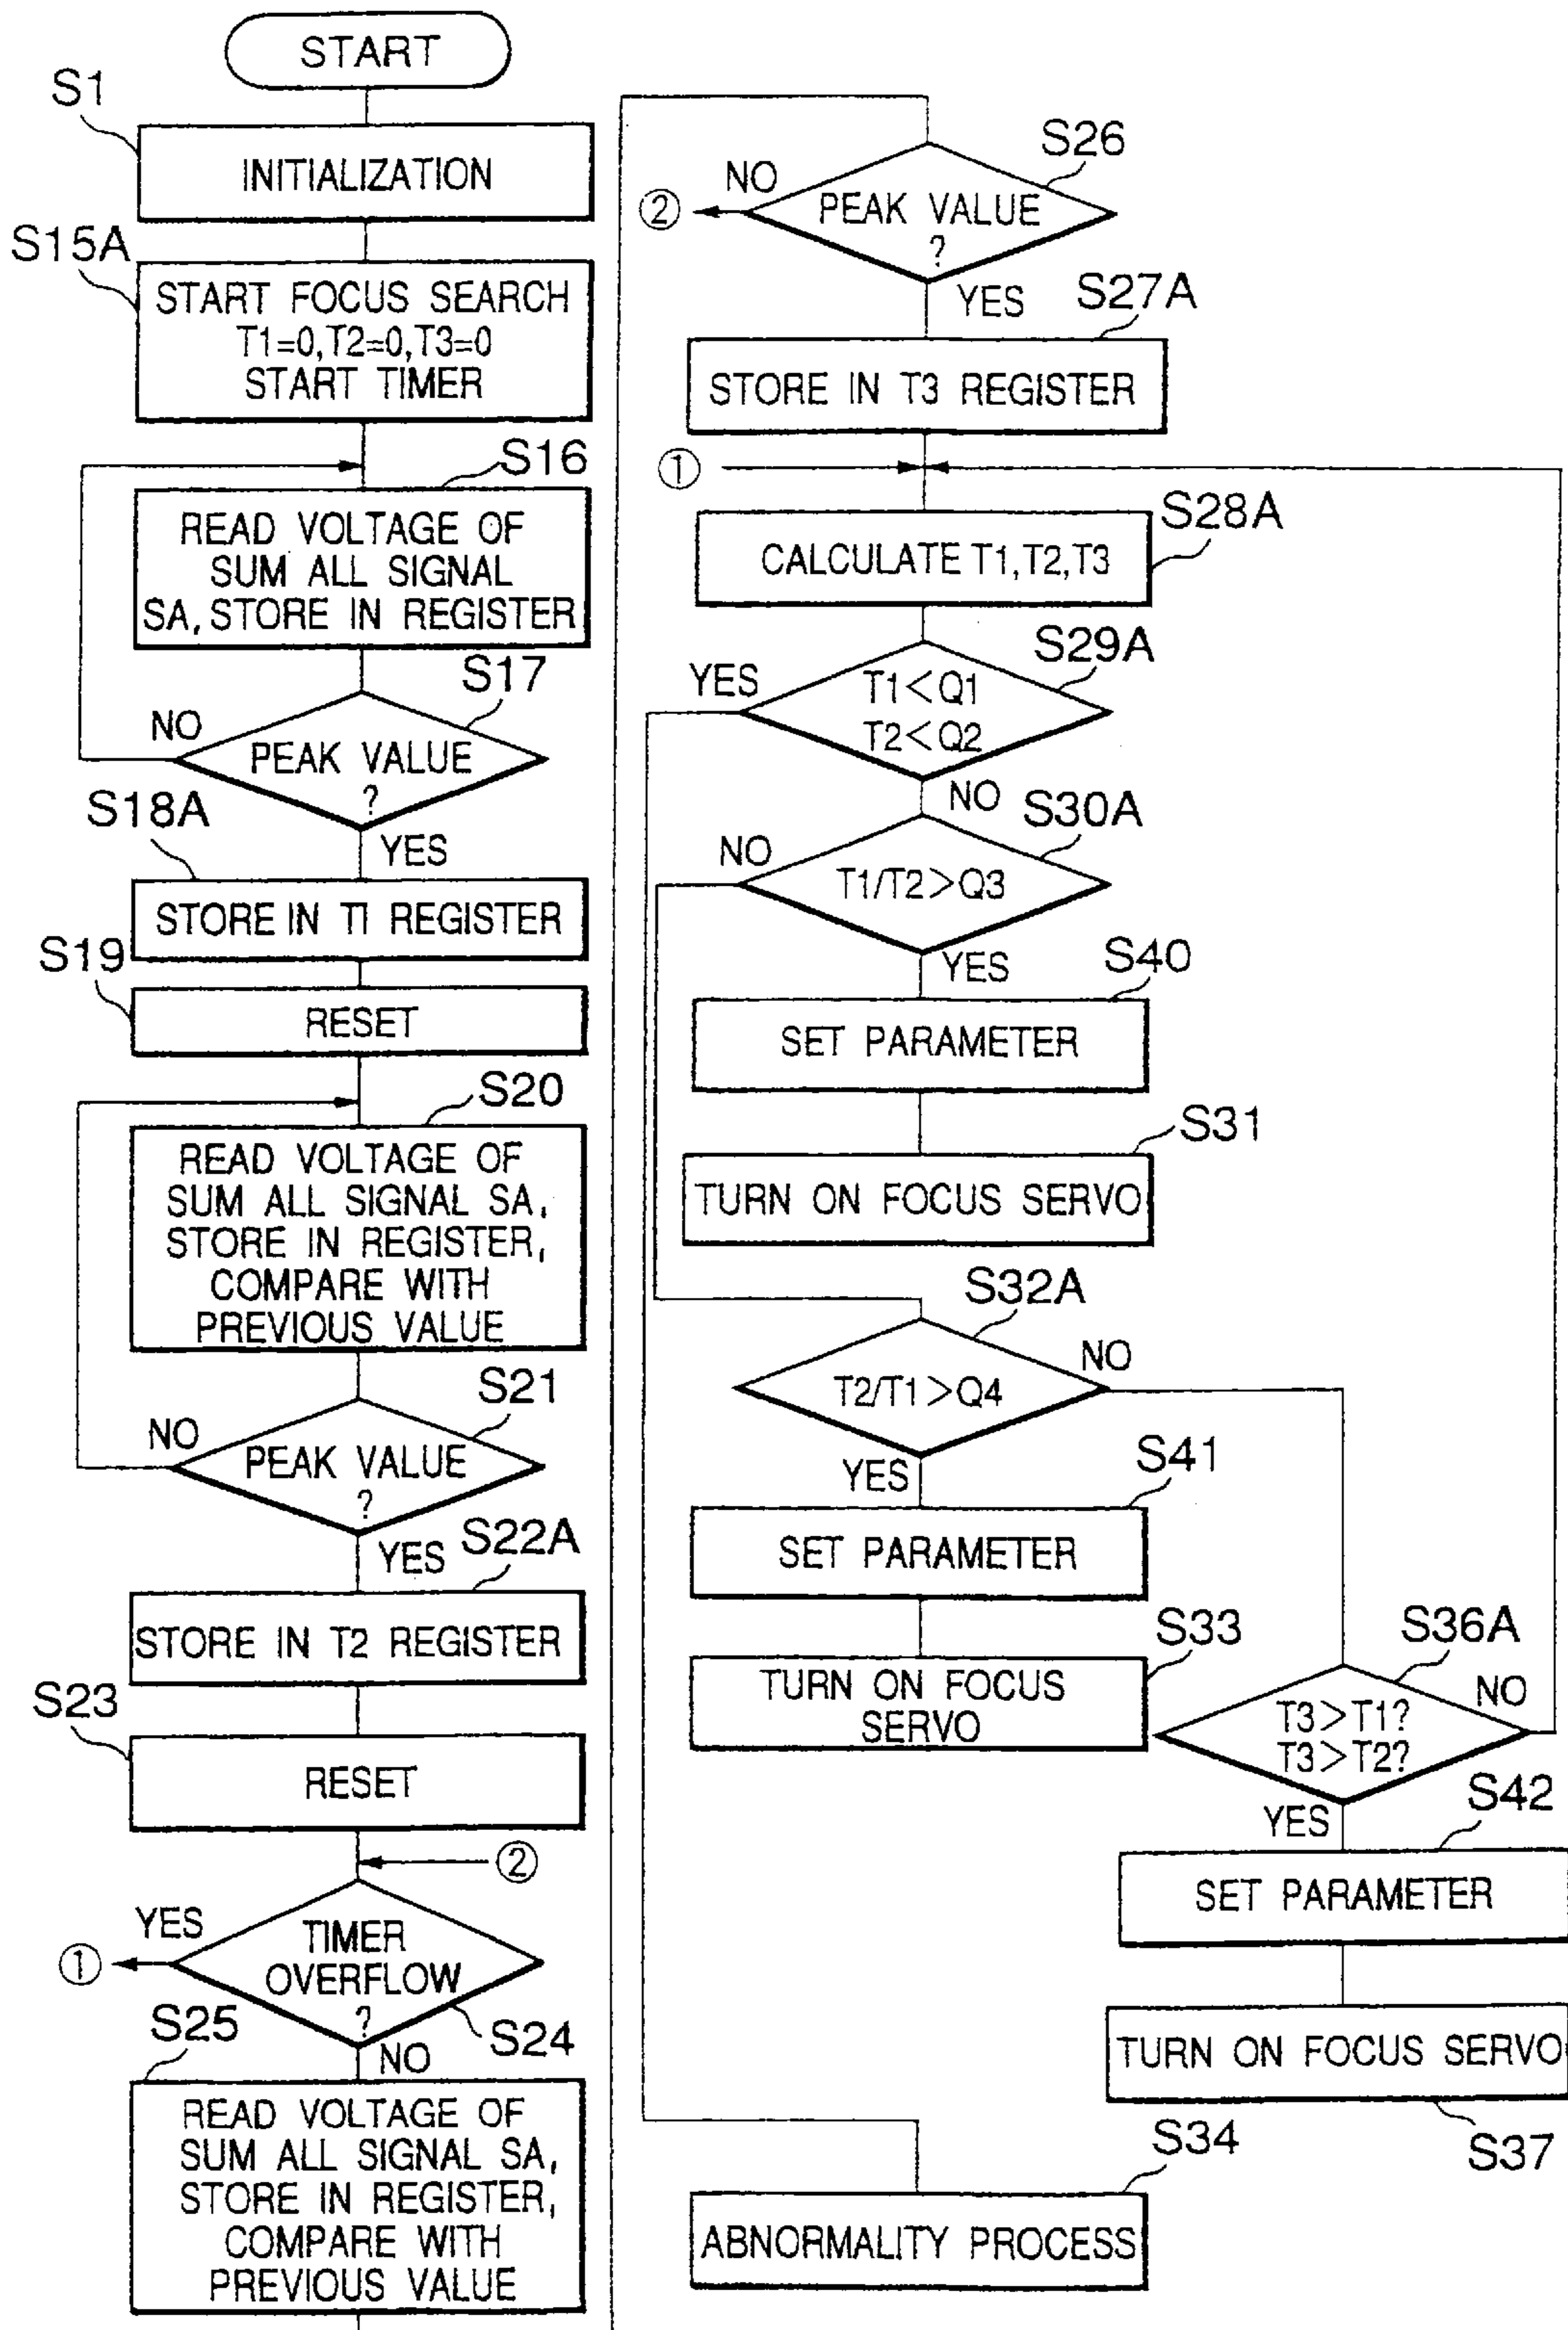 START
S1
INITIALIZATION
S15A
START FOCUS SEARCH
T1=0,T2=0,T3=0
START TIMER
S16
READ VOLTAGE OF
SUM ALL SIGNAL
SA, STORE IN REGISTER
S17
NO
PEAK VALUE
?
S18A
YES
STORE IN T1 REGISTER
S19
RESET
S20
READ VOLTAGE OF
SUM ALL SIGNAL SA,
STORE IN REGISTER,
COMPARE WITH
PREVIOUS VALUE
S21
NO
PEAK VALUE
?
YES
S22A
STORE IN T2 REGISTER
S23
RESET
②
YES
TIMER
OVERFLOW
?
①
S24
S25
NO
READ VOLTAGE OF
SUM ALL SIGNAL SA,
STORE IN REGISTER,
COMPARE WITH
PREVIOUS VALUE
S26
NO
②
PEAK VALUE
?
YES
S27A
STORE IN T3 REGISTER
①
S28A
CALCULATE T1,T2,T3
S29A
YES
T1<Q1
T2<Q2
NO
S30A
NO
T1/T2>Q3
YES
S40
SET PARAMETER
S31
TURN ON FOCUS SERVO
S32A
NO
T2/T1>Q4
YES
S41
SET PARAMETER
S33
TURN ON FOCUS
SERVO
S36A
NO
T3>T1?
T3>T2?
S42
YES
SET PARAMETER
TURN ON FOCUS SERVO
S37
S34
ABNORMALITY PROCESS